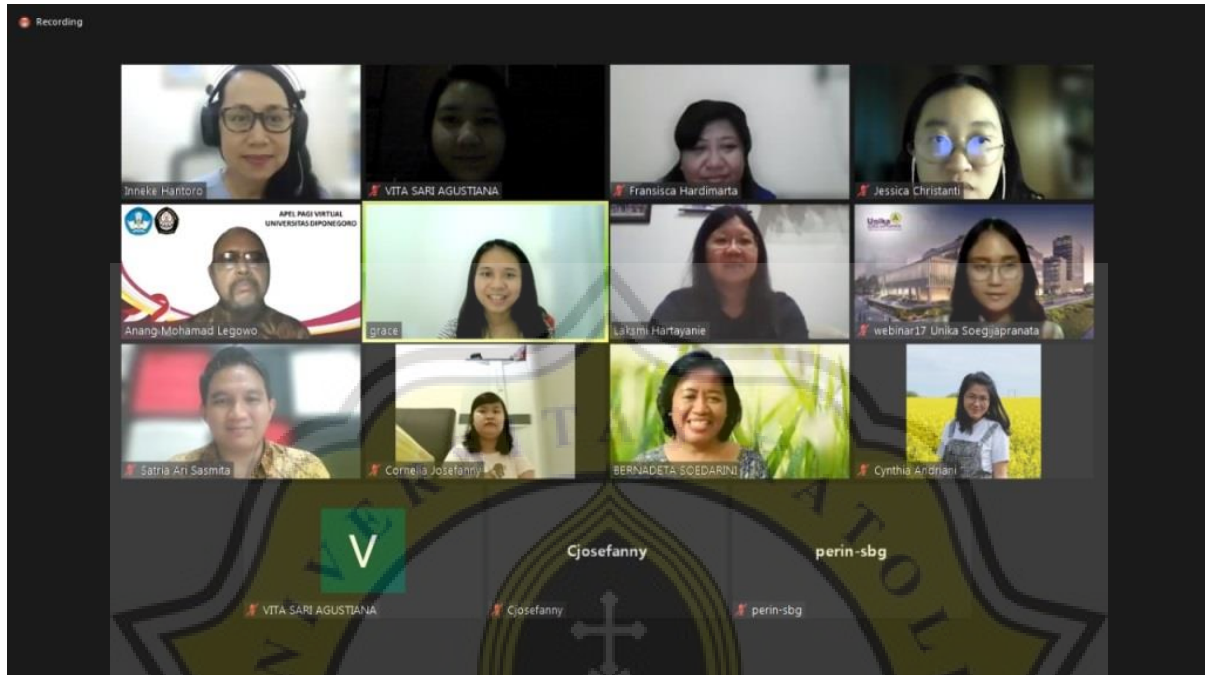 Recording
Inneke Hantoro
VITA SARI AGUSTIANA
Fransisca Hardimarta
Jessica Christanti
APEL PAGI VIRTUAL
UNIVERSITAS DIPONEGORO
Unika
Anang Mohamad Legowo
grace
Laksmi Hartayanie
webinar17 Unika Soegijapranata
Satria Ari Sasmita
Cornelia Josefanny
BERNADETA SOEDARINI
Cynthia Andriani
V
Cjosefanny
perin-sbg
VITA SARI AGUSTIANA
Cjosefanny
perin-sbg